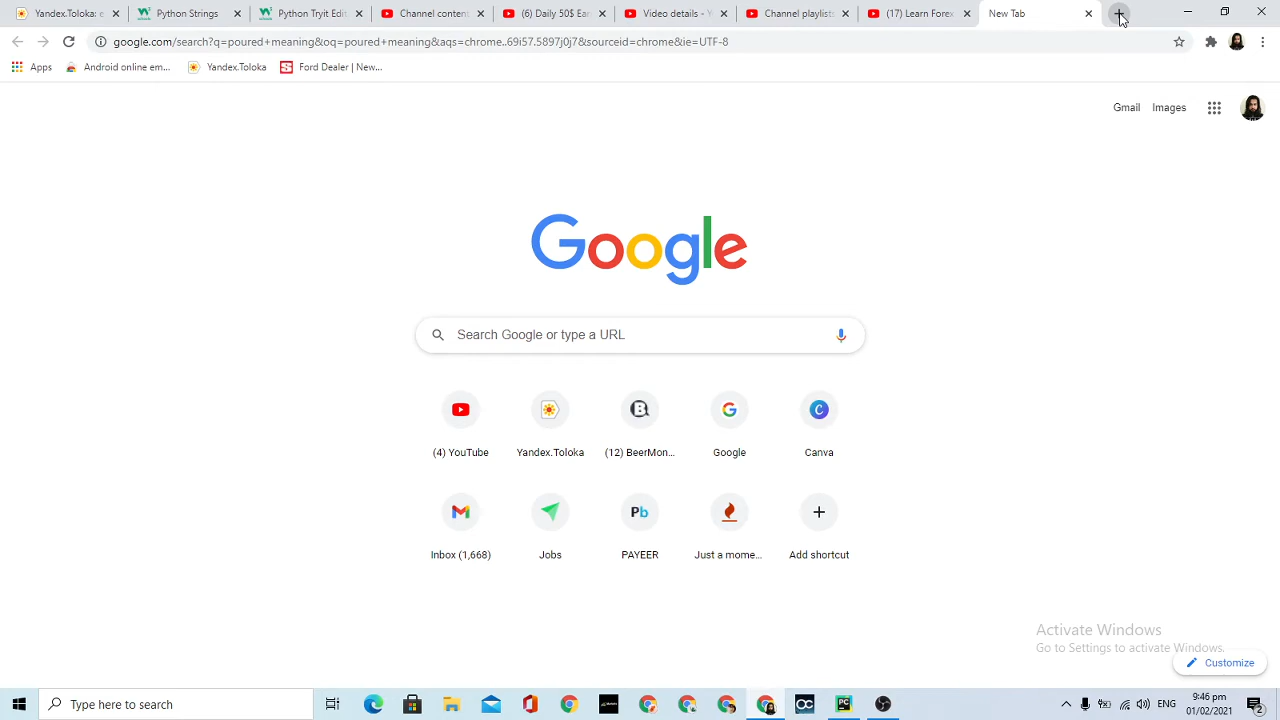 Yandex.Toloka: e
Python Strings
Python Tryit Edit
Channel content
(6) Daily 50$ Ear
Video details - Y
Channel playlists
(17) Learn Forex
New Tab
google.com/search?q=poured+meaning&oq=poured+meaning&aqs=chrome..69i57.5897j0j7&sourceid=chrome&ie=UTF-8
Apps
Android online em...
Yandex.Toloka
Ford Dealer | New...
Gmail
Images
Google
Search Google or type a URL
(4) YouTube
Yandex.Toloka
(12) BeerMon...
Google
Canva
Inbox (1,668)
Jobs
Pb
PAYEER
Just a mome...
Add shortcut
Activate Windows
Go to Settings to activate Windows.
Customize
Type here to search
ENG
9:46 pm
01/02/2021
2